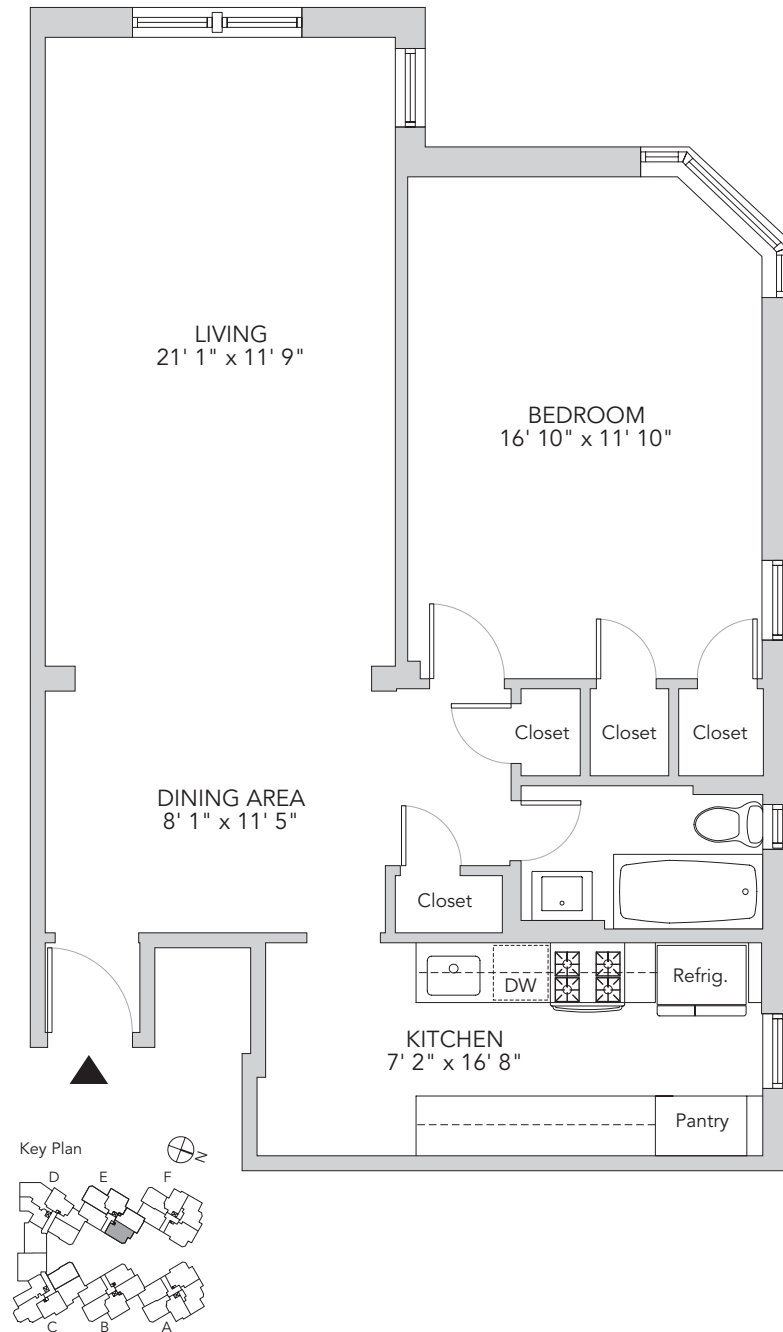 LIVING
21' 1" x 11' 9"
BEDROOM
16' 10" x 11' 10"
Closet
Closet
Closet
DINING AREA
8' 1" x 11' 5"
Closet
DW
Refrig.
KITCHEN
7' 2" x 16' 8"
Pantry
Key Plan
N
D
E
F
C
B
A